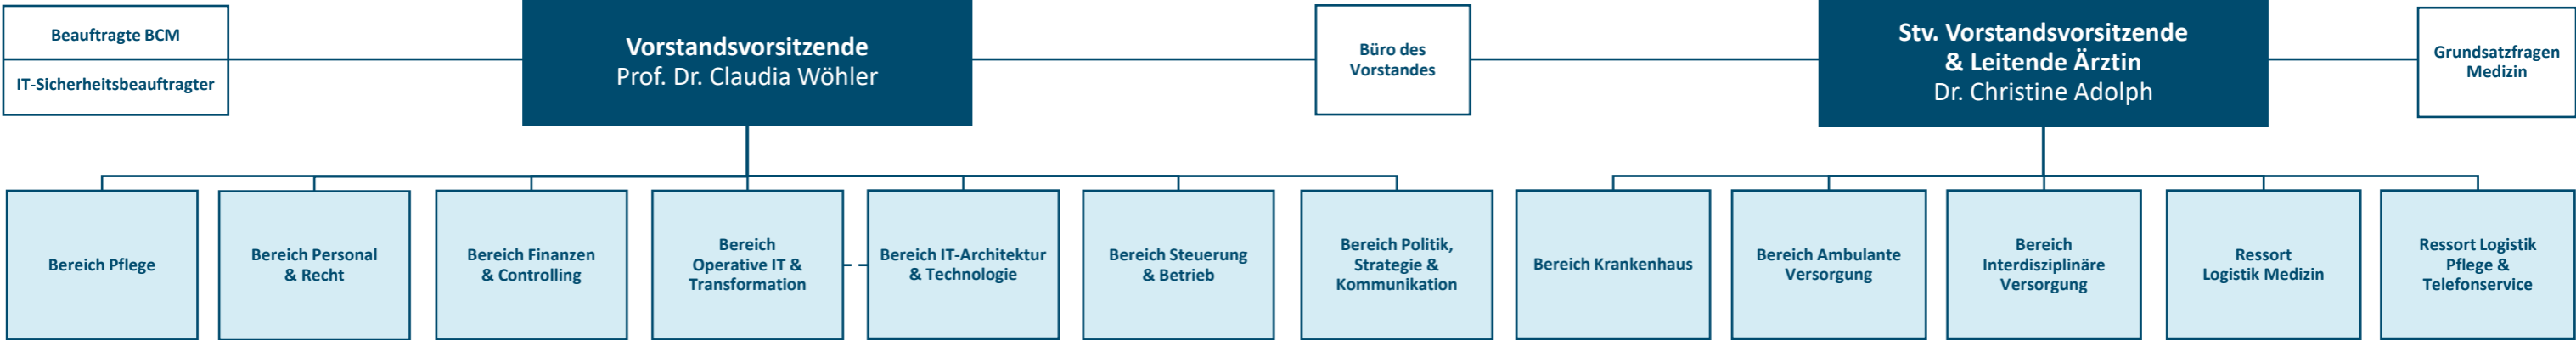 Beauftragte BCM
IT-Sicherheitsbeauftragter
Vorstandsvorsitzende
Prof. Dr. Claudia Wöhler
Büro des
Vorstandes
Stv. Vorstandsvorsitzende
& Leitende Ärztin
Dr. Christine Adolph
Grundsatzfragen
Medizin
Bereich Pflege
Bereich Personal
& Recht
Bereich Finanzen
& Controlling
Bereich
Operative IT &
Transformation
Bereich IT-Architektur
& Technologie
Bereich Steuerung
& Betrieb
Bereich Politik,
Strategie &
Kommunikation
Bereich Krankenhaus
Bereich Ambulante
Versorgung
Bereich
Interdisziplinäre
Versorgung
Ressort
Logistik Medizin
Ressort Logistik
Pflege &
Telefonservice